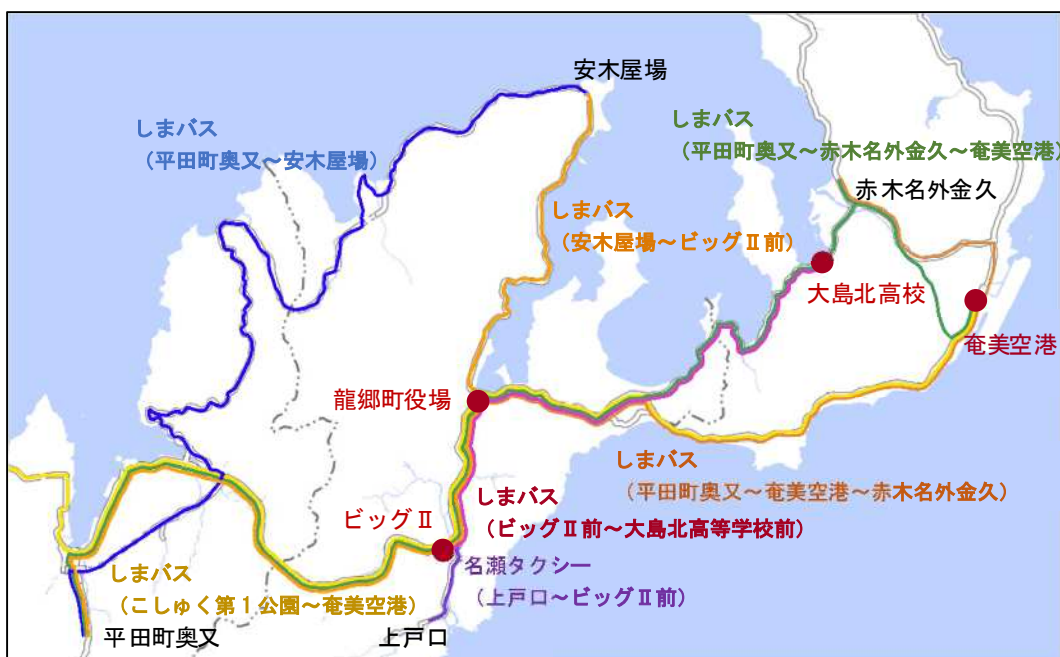 安木屋場
しまバス
（平田町奥又～安木屋場）
しまバス
（平田町奥又～赤木名外金久～奄美空港）
赤木名外金久
しまバス
（安木屋場～ビッグⅡ前）
大島北高校
奄美空港
龍郷町役場
しまバス
（平田町奥又～奄美空港～赤木名外金久）
ビッグⅡ
しまバス
（ビッグⅡ前～大島北高等学校前）
名瀬タクシー
（上戸口～ビッグⅡ前）
しまバス
（こしゅく第１公園～奄美空港）
平田町奥又
上戸口